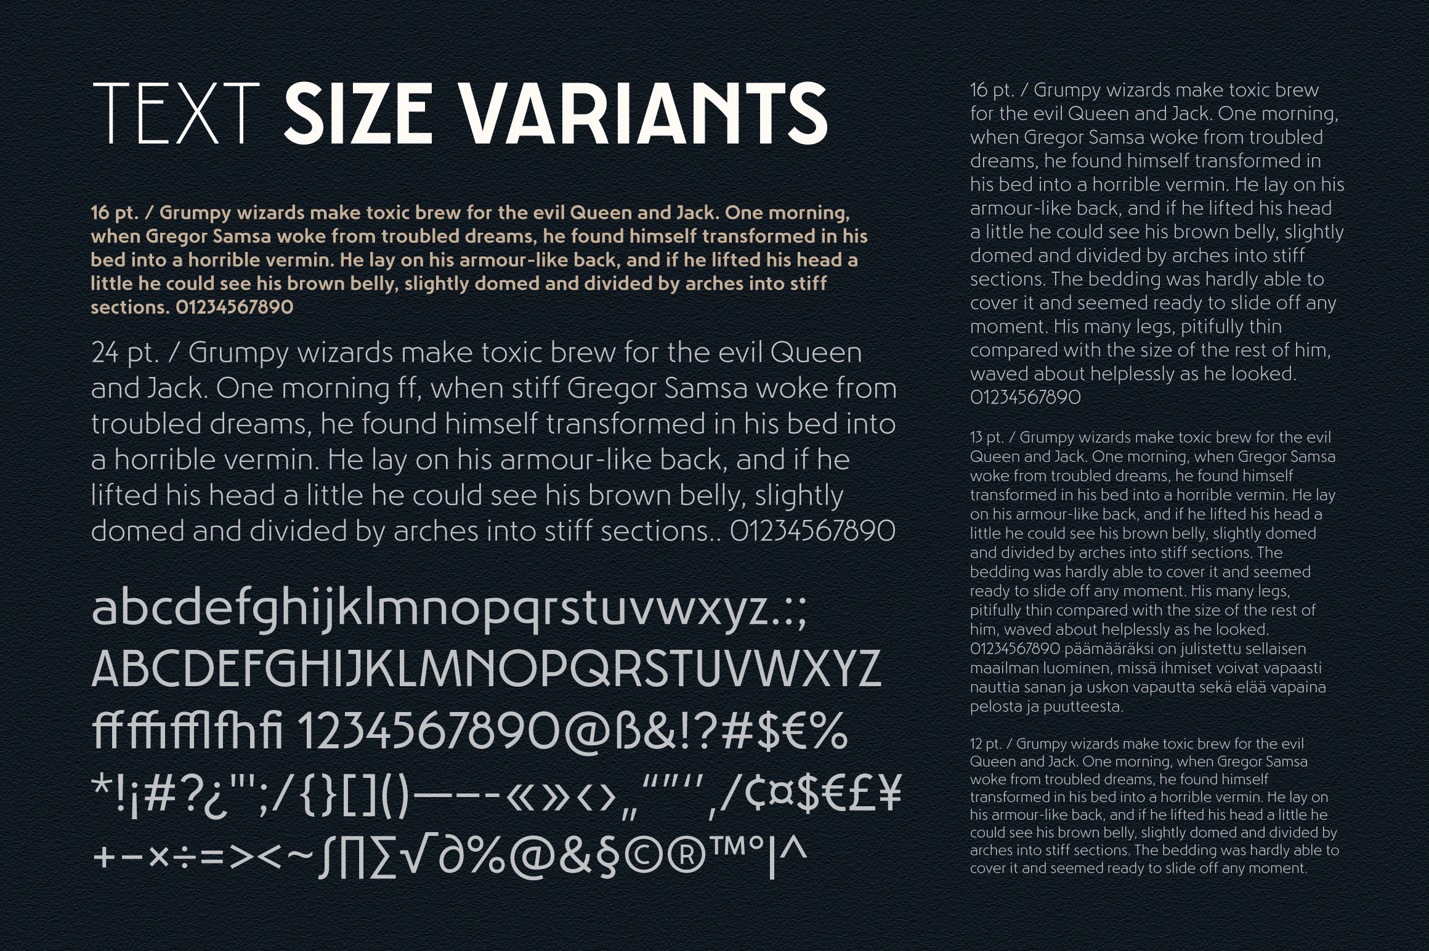 TEXT SIZE VARIANTS
16 pt. / Grumpy wizards make toxic brew for the evil Queen and Jack. One morning,
when Gregor Samsa woke from troubled dreams, he found himself transformed in his
bed into a horrible vermin. He lay on his armour-like back, and if he lifted his head a
little he could see his brown belly, slightly domed and divided by arches into stiff
sections. 01234567890
24 pt. / Grumpy wizards make toxic brew for the evil Queen
and Jack. One morning ff, when stiff Gregor Samsa woke from
troubled dreams, he found himself transformed in his bed into
a horrible vermin. He lay on his armour-like back, and if he
lifted his head a little he could see his brown belly, slightly
domed and divided by arches into stiff sections.. 01234567890
abcdefghijklmnopqrstuvwxyz.:;
ABCDEFGHIJKLMNOPQRSTUVWXYZ
ffffifflfhfi 1234567890@ß&!?#$€%
*!¡#?¿"';/{}[]()—–-«»‹›„“”‘’‚/¢¤$€£¥
+−×÷=><~∫∏∑√∂%@&§©®™°|^
16 pt. / Grumpy wizards make toxic brew
for the evil Queen and Jack. One morning,
when Gregor Samsa woke from troubled
dreams, he found himself transformed in
his bed into a horrible vermin. He lay on his
armour-like back, and if he lifted his head
a little he could see his brown belly, slightly
domed and divided by arches into stiff
sections. The bedding was hardly able to
cover it and seemed ready to slide off any
moment. His many legs, pitifully thin
compared with the size of the rest of him,
waved about helplessly as he looked.
01234567890
13 pt. / Grumpy wizards make toxic brew for the evil
Queen and Jack. One morning, when Gregor Samsa
woke from troubled dreams, he found himself
transformed in his bed into a horrible vermin. He lay
on his armour-like back, and if he lifted his head a
little he could see his brown belly, slightly domed
and divided by arches into stiff sections. The
bedding was hardly able to cover it and seemed
ready to slide off any moment. His many legs,
pitifully thin compared with the size of the rest of
him, waved about helplessly as he looked.
01234567890 päämääräksi on julistettu sellaisen
maailman luominen, missä ihmiset voivat vapaasti
nauttia sanan ja uskon vapautta sekä elää vapaina
pelosta ja puutteesta.
12 pt. / Grumpy wizards make toxic brew for the evil
Queen and Jack. One morning, when Gregor Samsa
woke from troubled dreams, he found himself
transformed in his bed into a horrible vermin. He lay on
his armour-like back, and if he lifted his head a little he
could see his brown belly, slightly domed and divided by
arches into stiff sections. The bedding was hardly able to
cover it and seemed ready to slide off any moment.